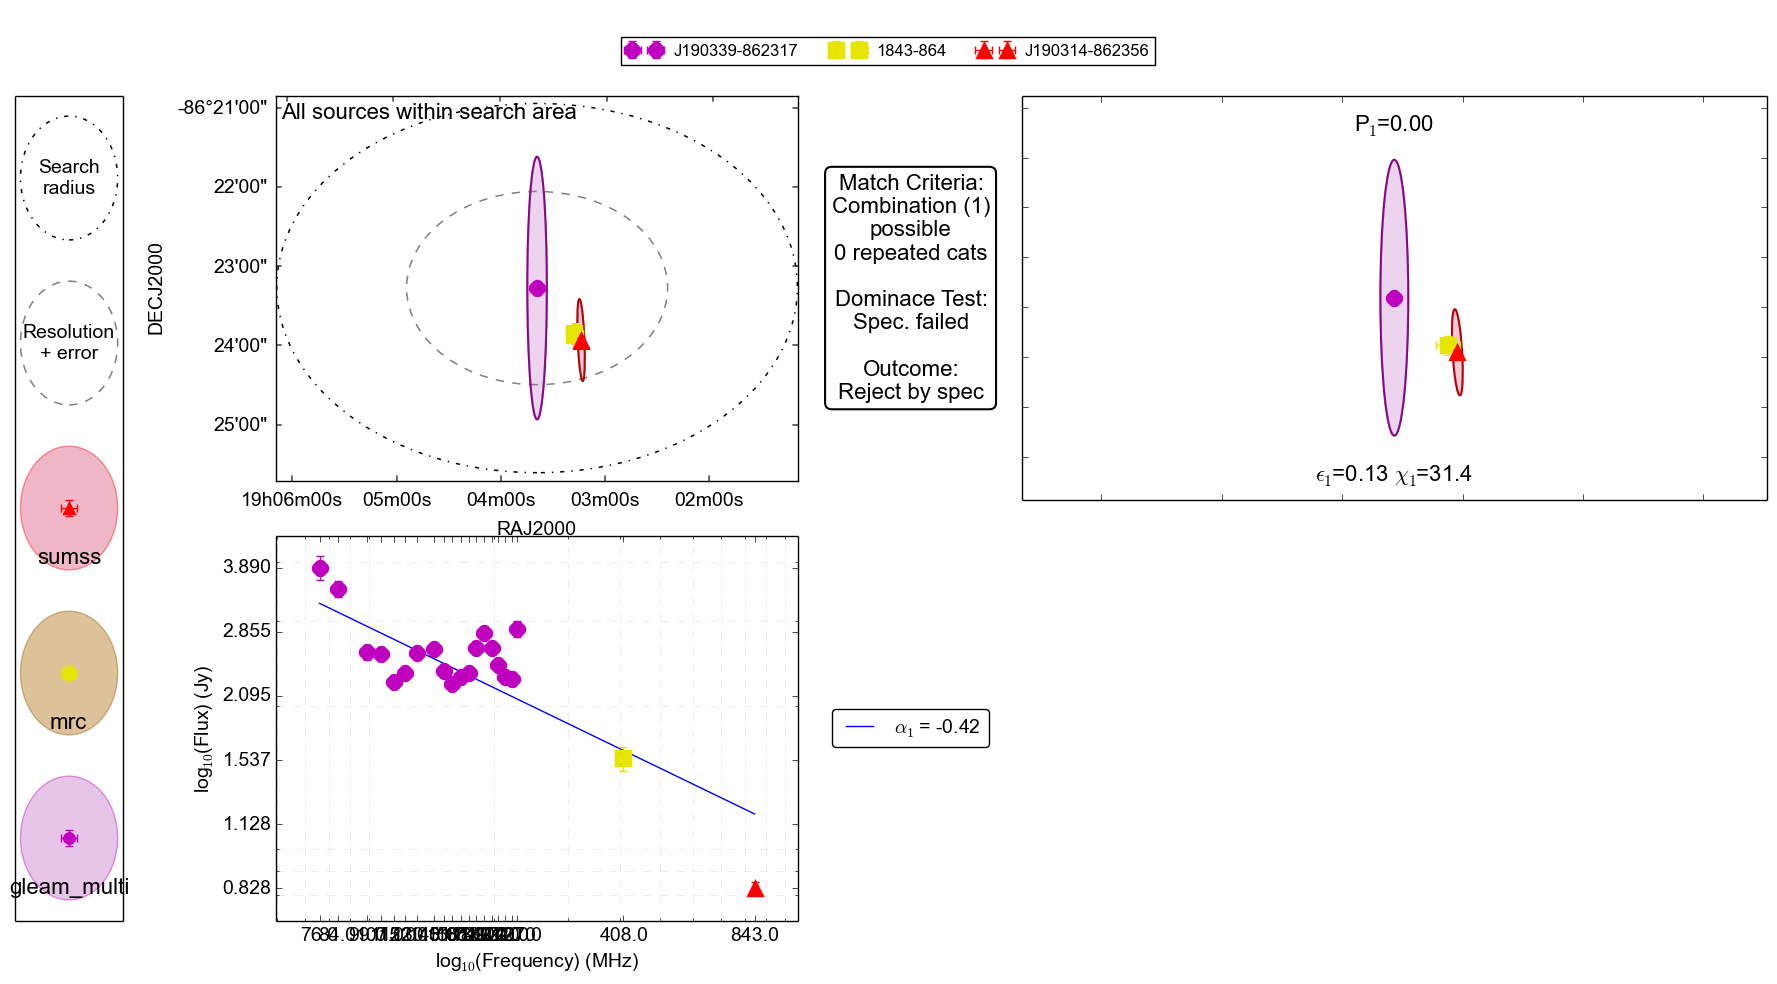 J190339-862317 1843-864 J190314-862356
Search
radius
Resolution
+ error
sumss
mrc
gleam_multi
All sources within search area
-86°21'00"
22'00"
23'00"
24'00"
25'00"
DECJ2000
19h06m00s 05m00s 04m00s 03m00s 02m00s
RAJ2000
Match Criteria:
Combination (1)
possible
0 repeated cats
Dominace Test:
Spec. failed
Outcome:
Reject by spec
P₁=0.00
ϵ₁=0.13 χ₁=31.4
3.890
2.855
2.095
1.537
1.128
0.828
log₁₀(Flux) (Jy)
408.0 843.0
log₁₀(Frequency) (MHz)
α₁ = -0.42